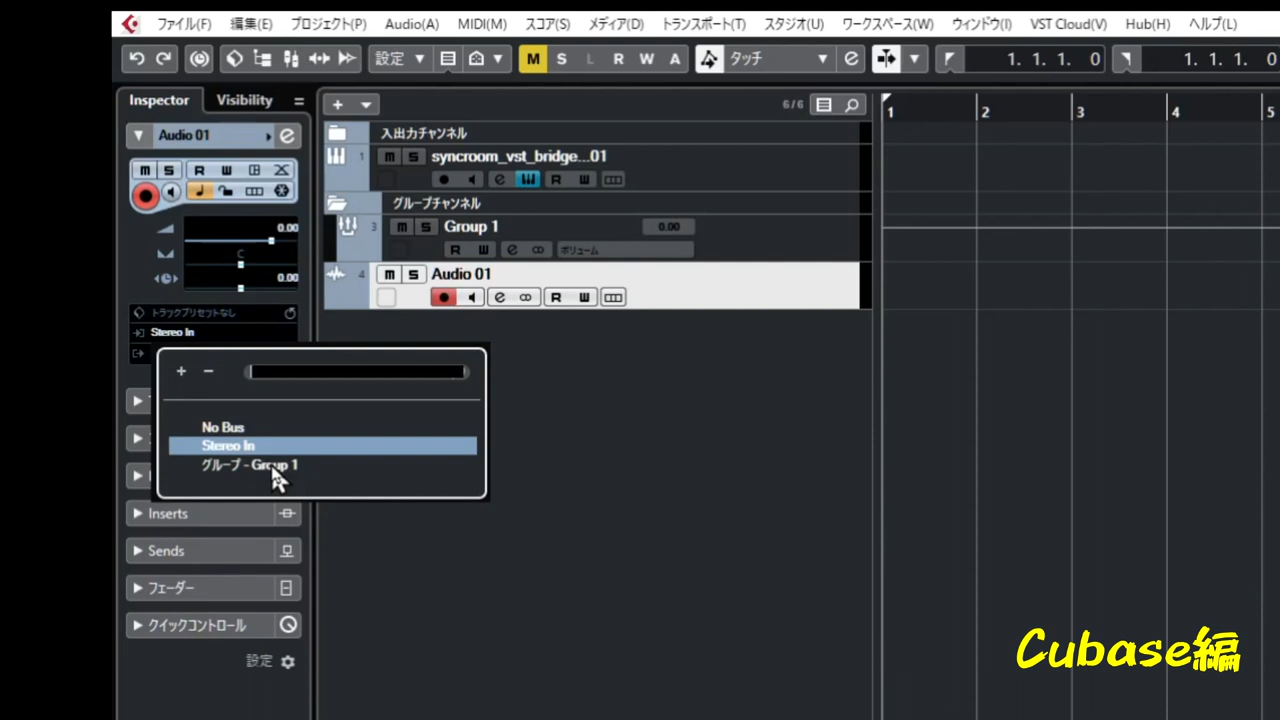 ファイル(F) 編集(E) プロジェクト(P) Audio(A) MIDI(M) スコア(S) メディア(D) トランスポート(T) スタジオ(U) ワークスペース(W) ウィンドウ(I) VST Cloud(V) Hub(H) ヘルプ(L)
設定 M S L R W A タッチ 1. 1. 1. 0 1. 1. 1. 0
Inspector Visibility 6/6 1 2 3 4 5
Audio 01
入出力チャンネル
m S R W
1 m S syncroom_vst_bridge...01
R W
0.00
グループチャンネル
C
3 m S Group 1 0.00
R W ボリューム
0.00
4 m S Audio 01
R W
トラックプリセットなし
Stereo In
+ −
No Bus
Stereo In
グループ - Group 1
Inserts
Sends
フェーダー
クイックコントロール
設定
Cubase編